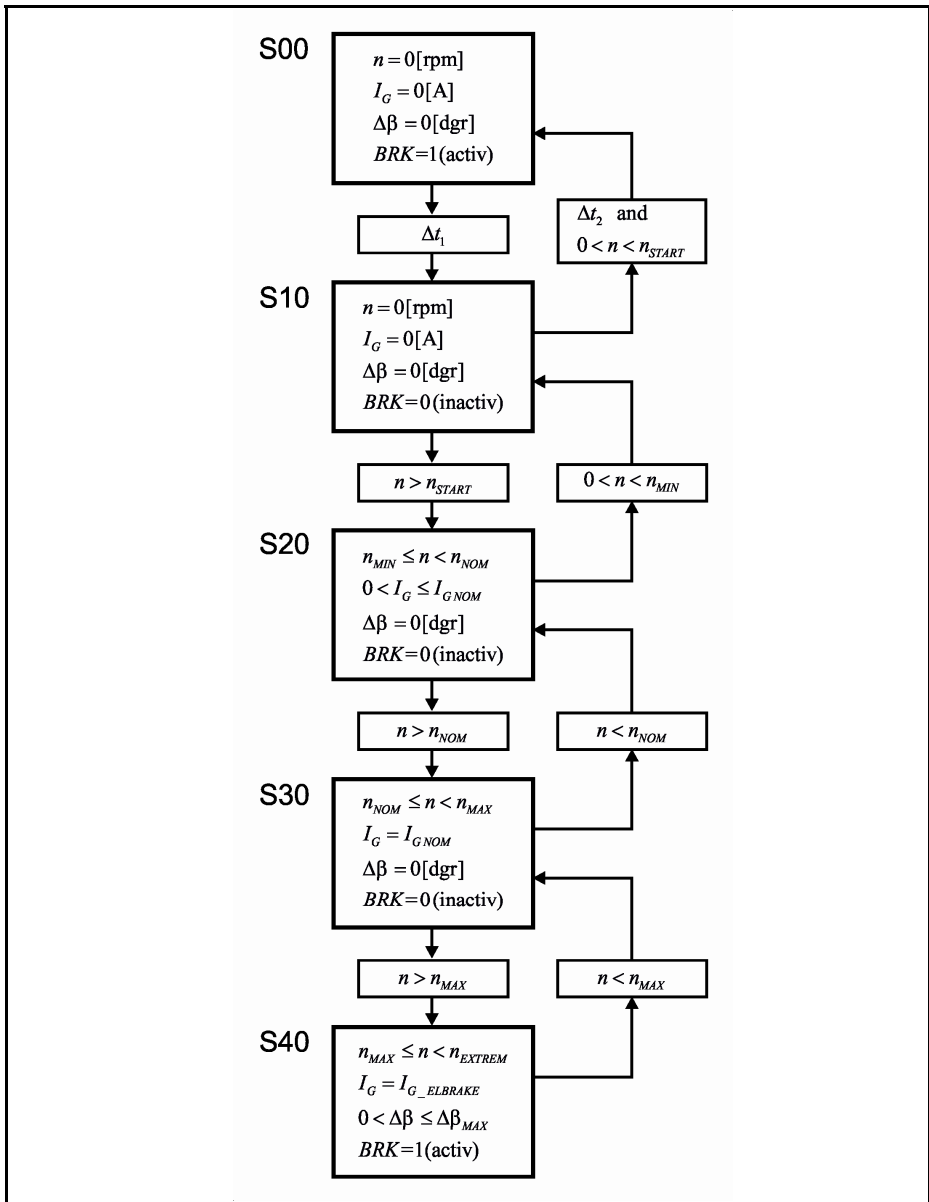 S00
n = 0[rpm]
I_G = 0[A]
Δβ = 0[dgr]
BRK=1(activ)
Δt_1
Δt_2 and
0 < n < n_START
S10
n = 0[rpm]
I_G = 0[A]
Δβ = 0[dgr]
BRK=0(inactiv)
n > n_START
0 < n < n_MIN
S20
n_MIN ≤ n < n_NOM
0 < I_G ≤ I_G NOM
Δβ = 0[dgr]
BRK=0(inactiv)
n > n_NOM
n < n_NOM
S30
n_NOM ≤ n < n_MAX
I_G = I_G NOM
Δβ = 0[dgr]
BRK=0(inactiv)
n > n_MAX
n < n_MAX
S40
n_MAX ≤ n < n_EXTREM
I_G = I_G_ELBRAKE
0 < Δβ ≤ Δβ_MAX
BRK=1(activ)